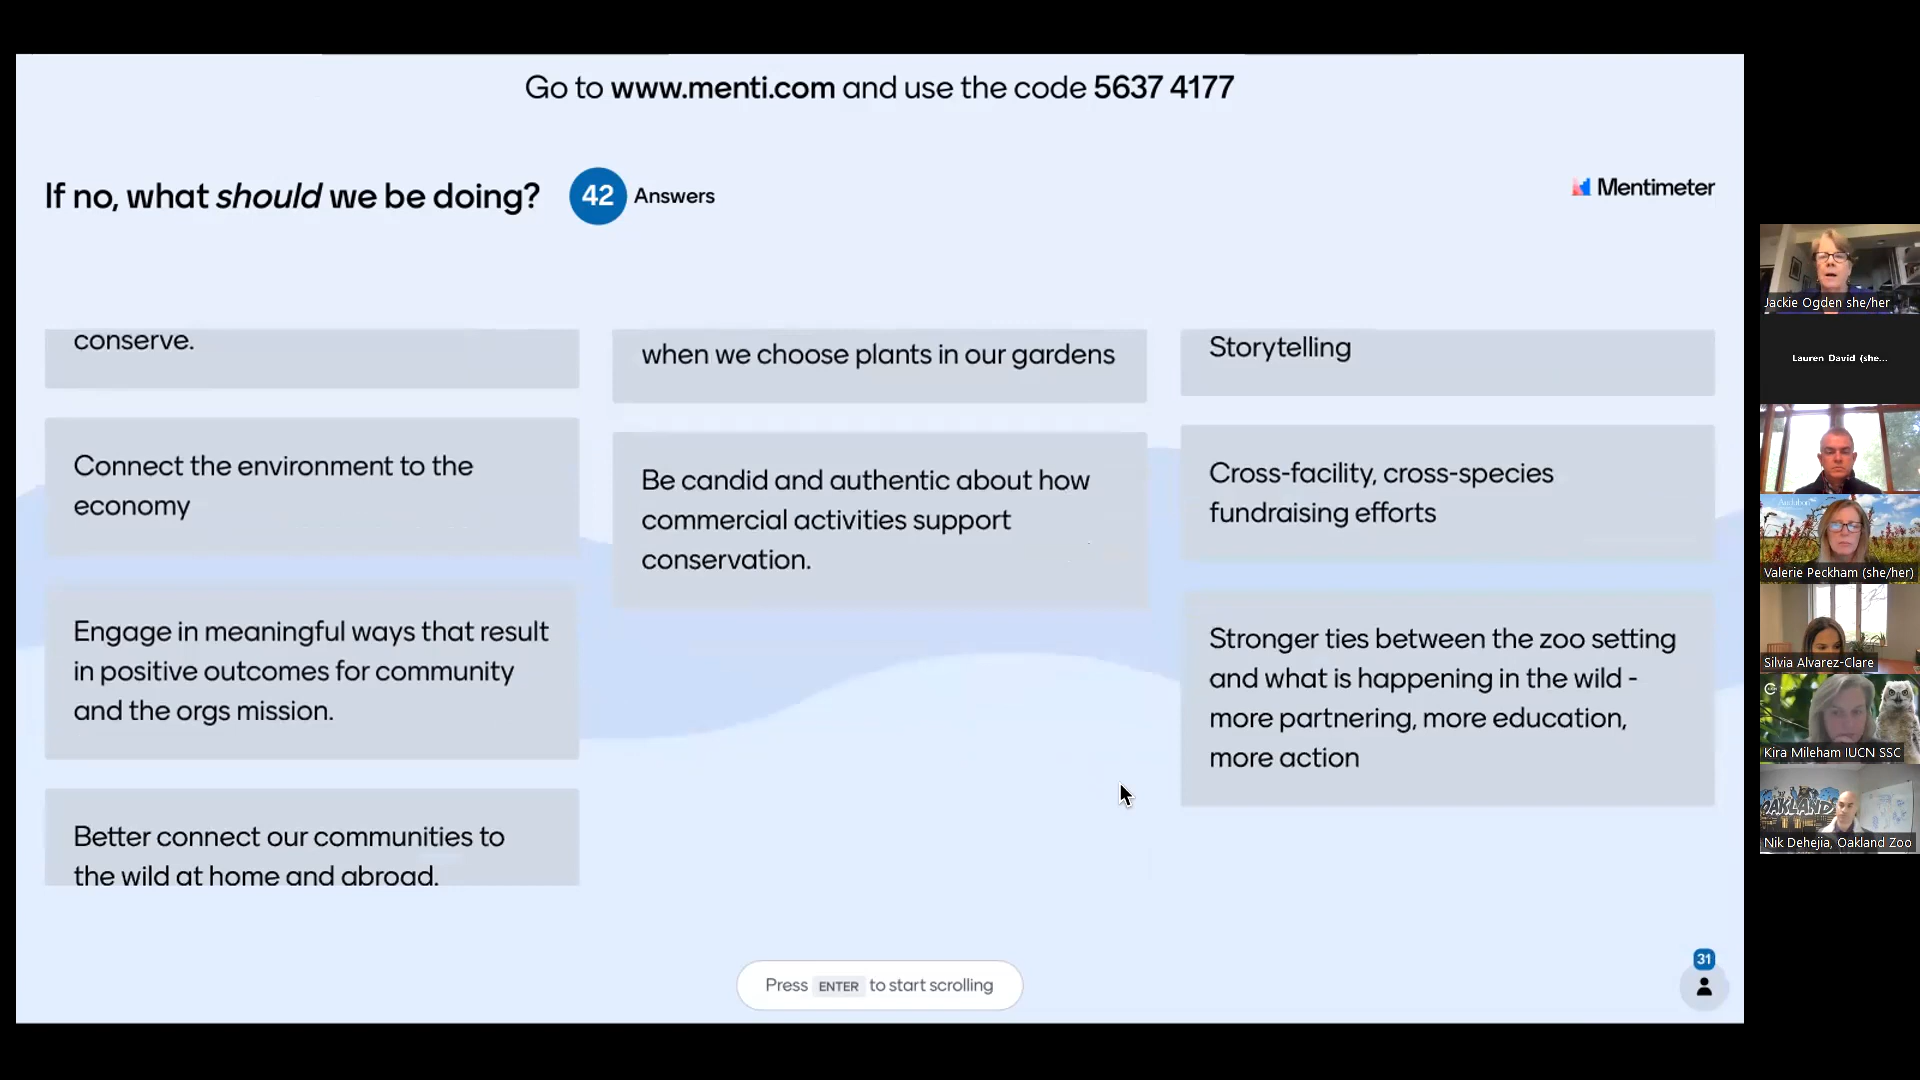 Go to www.menti.com and use the code 5637 4177
If no, what should we be doing?
42 Answers
Mentimeter
conserve.
Connect the environment to the
economy
Engage in meaningful ways that result
in positive outcomes for community
and the orgs mission.
Better connect our communities to
the wild at home and abroad.
when we choose plants in our gardens
Be candid and authentic about how
commercial activities support
conservation.
Storytelling
Cross-facility, cross-species
fundraising efforts
Stronger ties between the zoo setting
and what is happening in the wild -
more partnering, more education,
more action
Press ENTER to start scrolling
31
Jackie Ogden she/her
Lauren David (she...
Audubon
Valerie Peckham (she/her)
Silvia Alvarez-Clare
Kira Mileham IUCN SSC
OAKLAND
Nik Dehejia, Oakland Zoo